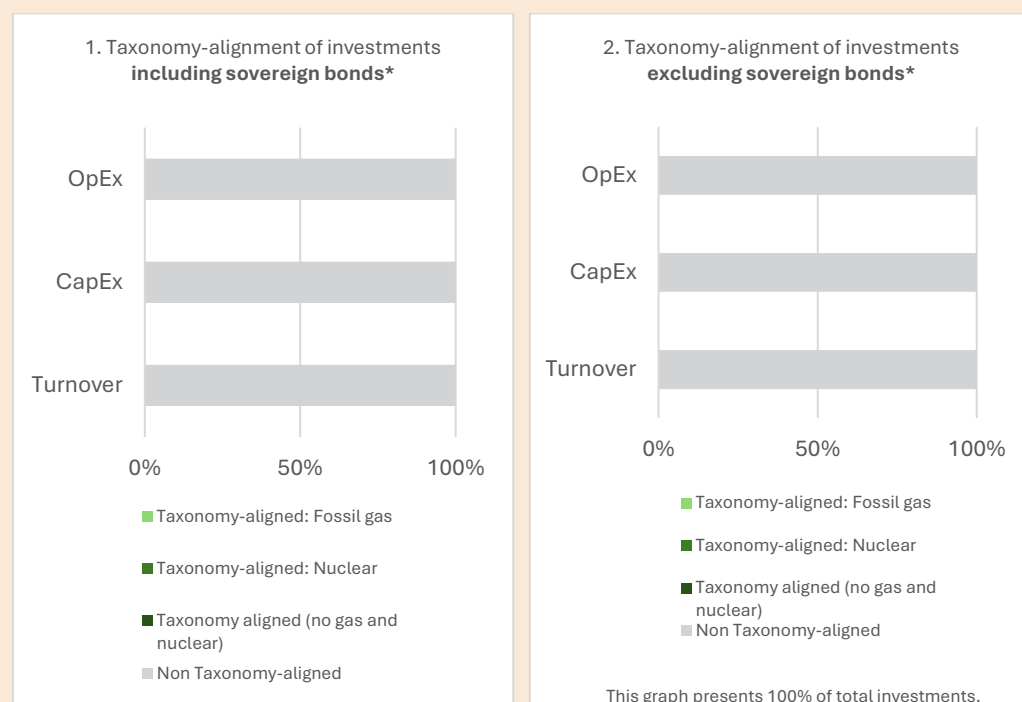 1. Taxonomy-alignment of investments
including sovereign bonds*
OpEx
CapEx
Turnover
0% 50% 100%
Taxonomy-aligned: Fossil gas
Taxonomy-aligned: Nuclear
Taxonomy aligned (no gas and
nuclear)
Non Taxonomy-aligned
2. Taxonomy-alignment of investments
excluding sovereign bonds*
OpEx
CapEx
Turnover
0% 50% 100%
Taxonomy-aligned: Fossil gas
Taxonomy-aligned: Nuclear
Taxonomy aligned (no gas and
nuclear)
Non Taxonomy-aligned
This graph presents 100% of total investments.